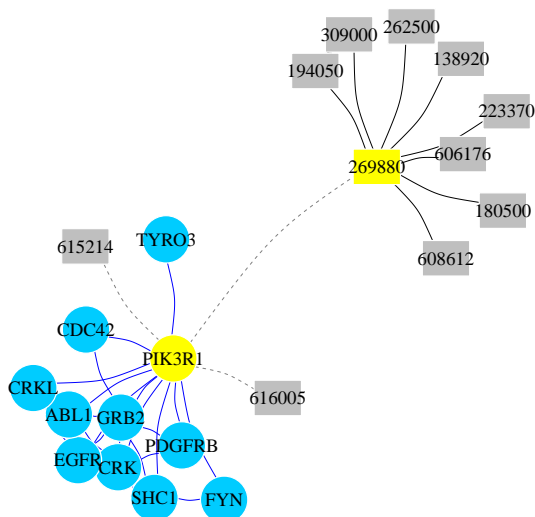 262500
309000
138920
194050
223370
606176
269880
180500
608612
TYRO3
615214
CDC42
PIK3R1
CRKL
616005
ABL1
GRB2
PDGFRB
EGFR
CRK
SHC1
FYN